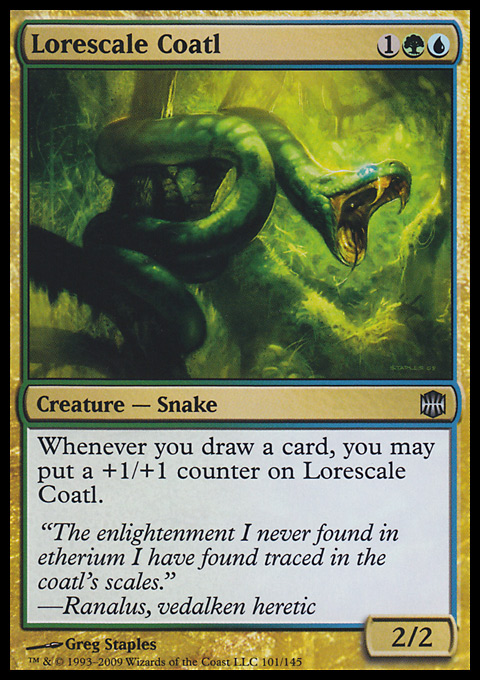 Lorescale Coatl 1
Creature — Snake
Whenever you draw a card, you may
put a +1/+1 counter on Lorescale
Coatl.
“The enlightenment I never found in
etherium I have found traced in the
coatl’s scales.”
—Ranalus, vedalken heretic
Greg Staples
2/2
™ & © 1993–2009 Wizards of the Coast LLC 101/145